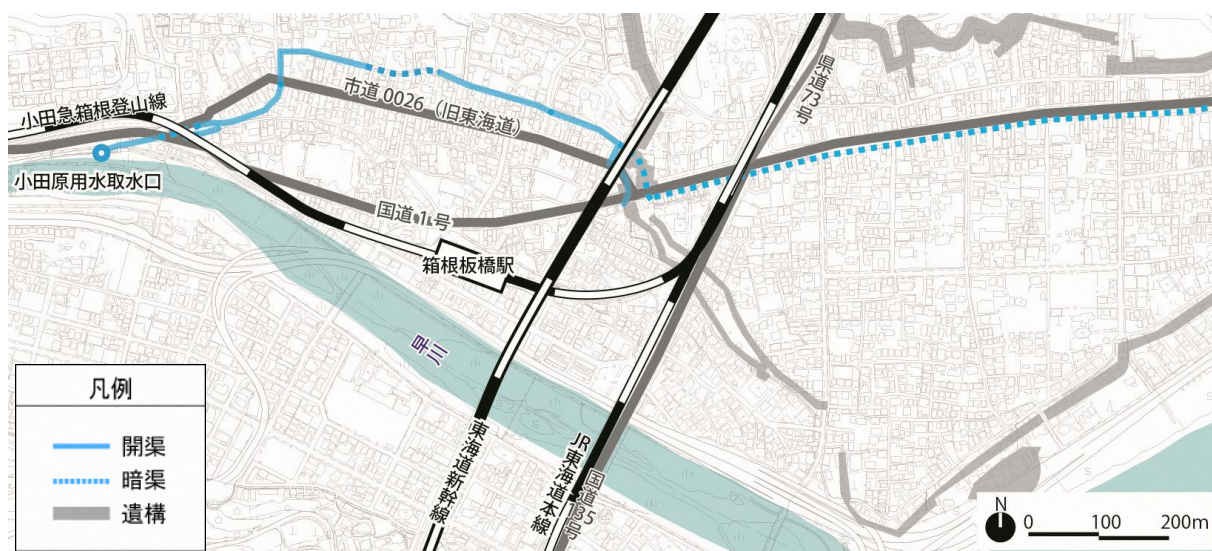 小田急箱根登山線
小田原用水取水口
市道 0026（旧東海道）
県道73号
国道 1 号
箱根板橋駅
早川
東海道新幹線
JR東海道本線
国道135号
凡例
開渠
暗渠
遺構
N
0 100 200m